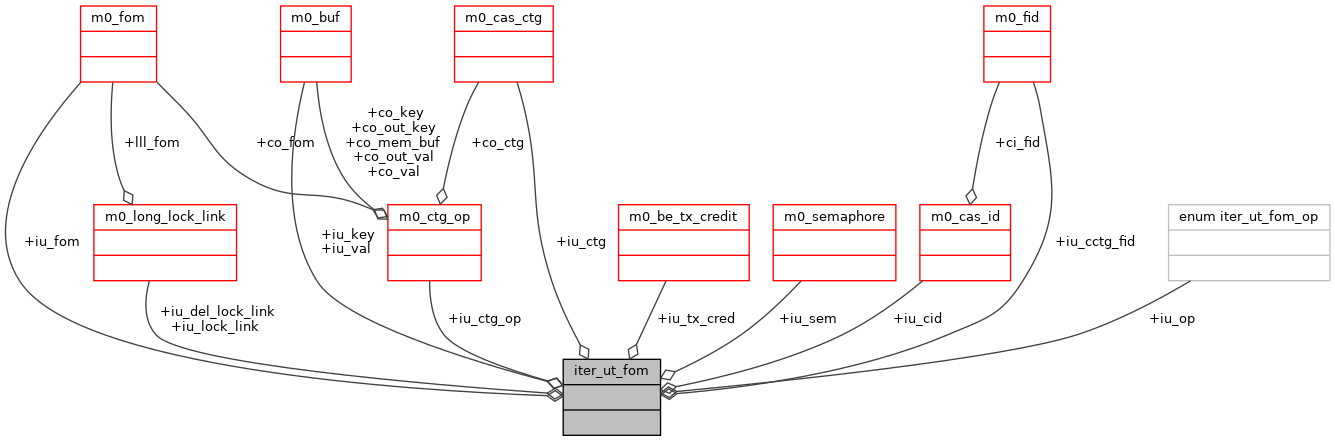 m0_fom
m0_buf
m0_cas_ctg
m0_fid
+lll_fom
+co_fom
+co_key
+co_out_key
+co_mem_buf
+co_out_val
+co_val
+co_ctg
+ci_fid
m0_long_lock_link
m0_ctg_op
m0_be_tx_credit
m0_semaphore
m0_cas_id
enum iter_ut_fom_op
+iu_fom
+iu_key
+iu_val
+iu_ctg
+iu_cctg_fid
+iu_del_lock_link
+iu_lock_link
+iu_ctg_op
+iu_tx_cred
+iu_sem
+iu_cid
+iu_op
iter_ut_fom